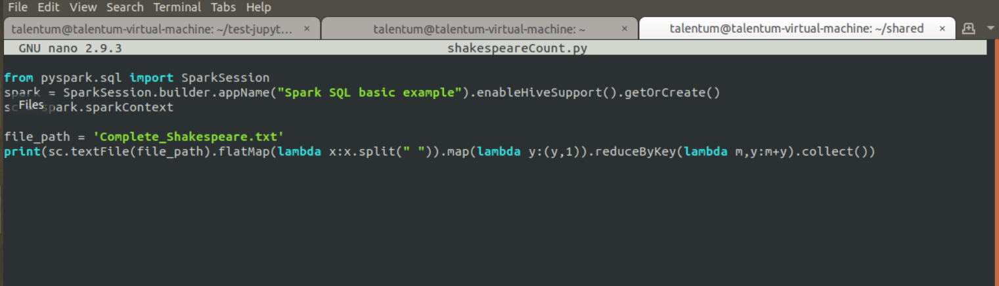 File Edit View Search Terminal Tabs Help
talentum@talentum-virtual-machine: ~/test-jupyt... × talentum@talentum-virtual-machine: ~ × talentum@talentum-virtual-machine: ~/shared ×
GNU nano 2.9.3 shakespeareCount.py
from pyspark.sql import SparkSession
spark = SparkSession.builder.appName("Spark SQL basic example").enableHiveSupport().getOrCreate()
sc = spark.sparkContext
Files
file_path = 'Complete_Shakespeare.txt'
print(sc.textFile(file_path).flatMap(lambda x:x.split(" ")).map(lambda y:(y,1)).reduceByKey(lambda m,y:m+y).collect())